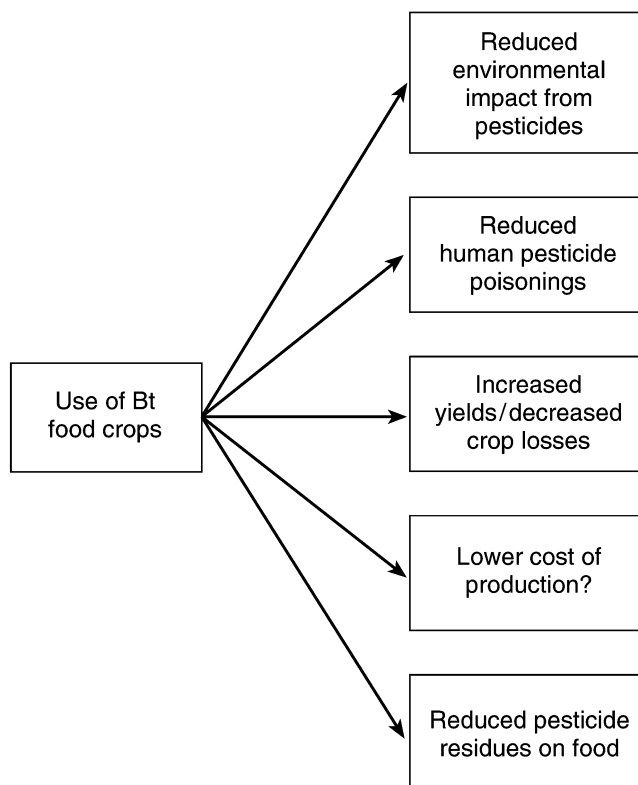 Reduced
environmental
impact from
pesticides
Reduced
human pesticide
poisonings
Use of Bt
food crops
Increased
yields/decreased
crop losses
Lower cost of
production?
Reduced pesticide
residues on food